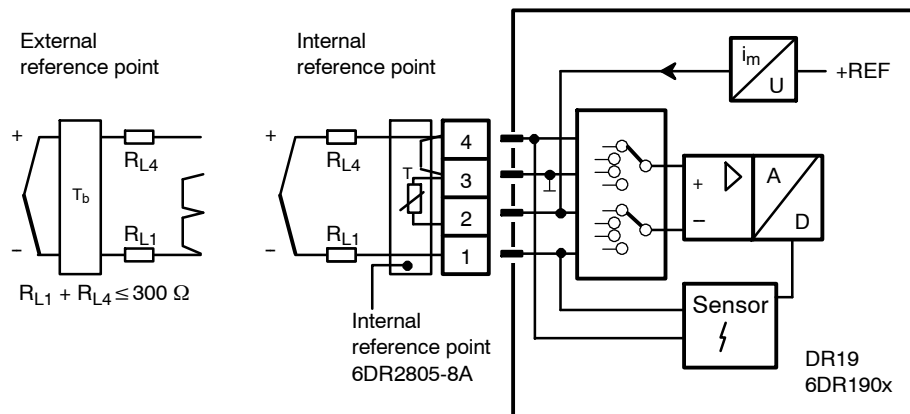 External
reference point
+
−
T_b
R_L4
R_L1
R_L1 + R_L4 ≤ 300 Ω
Internal
reference point
+
−
R_L4
R_L1
T
4
3
2
1
Internal
reference point
6DR2805-8A
i_m
U
+REF
+
−
A
D
Sensor
DR19
6DR190x